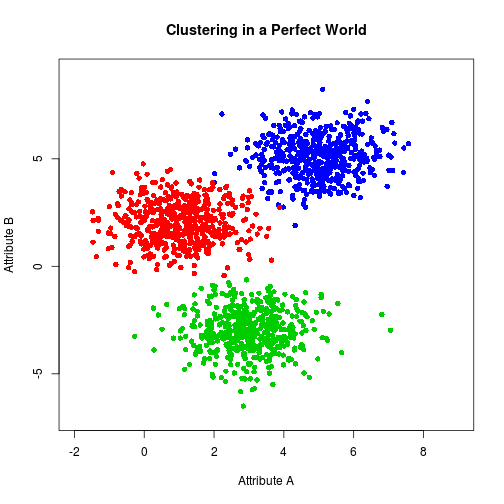 Clustering in a Perfect World
Attribute B
5
0
-5
-2 0 2 4 6 8
Attribute A